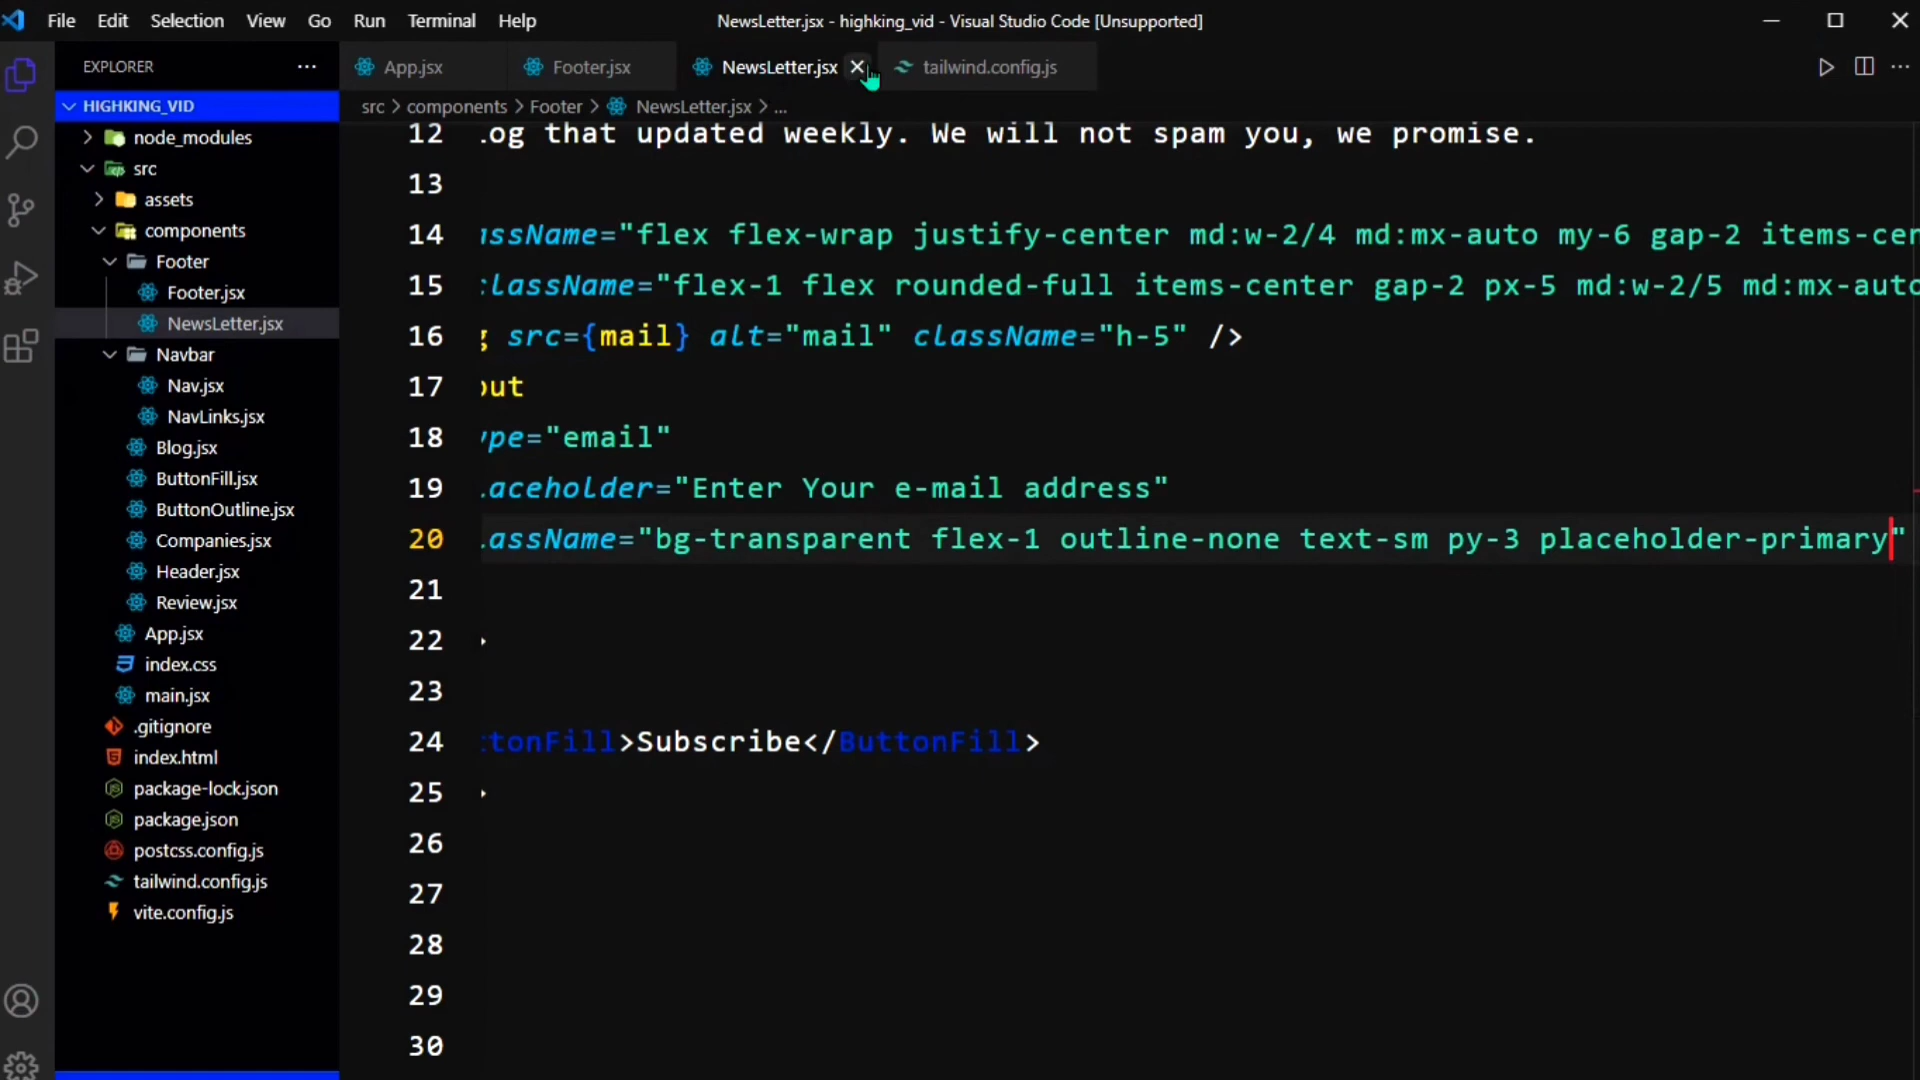 File Edit Selection View Go Run Terminal Help
NewsLetter.jsx - highking_vid - Visual Studio Code [Unsupported]
EXPLORER
App.jsx Footer.jsx NewsLetter.jsx tailwind.config.js
HIGHKING_VID
src > components > Footer > NewsLetter.jsx > ...
node_modules
src
assets
components
Footer
Footer.jsx
NewsLetter.jsx
Navbar
Nav.jsx
NavLinks.jsx
Blog.jsx
ButtonFill.jsx
ButtonOutline.jsx
Companies.jsx
Header.jsx
Review.jsx
App.jsx
index.css
main.jsx
.gitignore
index.html
package-lock.json
package.json
postcss.config.js
tailwind.config.js
vite.config.js
12 log that updated weekly. We will not spam you, we promise.
13
14 assName="flex flex-wrap justify-center md:w-2/4 md:mx-auto my-6 gap-2 items-cen
15 className="flex-1 flex rounded-full items-center gap-2 px-5 md:w-2/5 md:mx-auto
16 g src={mail} alt="mail" className="h-5" />
17 put
18 ype="email"
19 laceholder="Enter Your e-mail address"
20 lassName="bg-transparent flex-1 outline-none text-sm py-3 placeholder-primary"
21
22 >
23
24 ttonFill>Subscribe</ButtonFill>
25 >
26
27
28
29
30